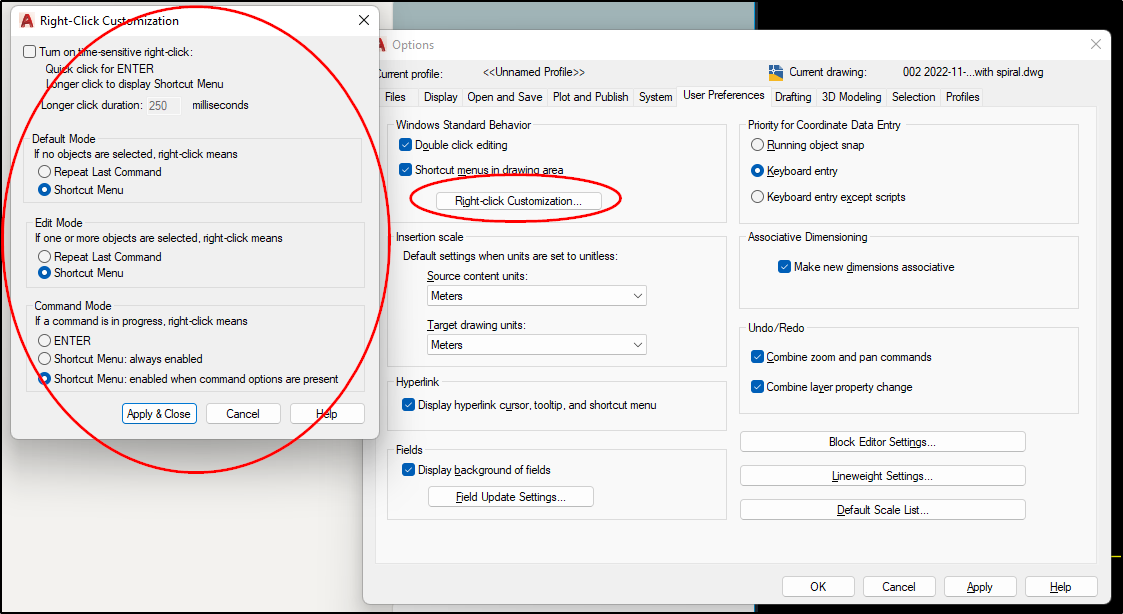 Right-Click Customization
Turn on time-sensitive right-click:
Quick click for ENTER
Longer click to display Shortcut Menu
Longer click duration: 250 milliseconds
Default Mode
If no objects are selected, right-click means
Repeat Last Command
Shortcut Menu
Edit Mode
If one or more objects are selected, right-click means
Repeat Last Command
Shortcut Menu
Command Mode
If a command is in progress, right-click means
ENTER
Shortcut Menu: always enabled
Shortcut Menu: enabled when command options are present
Apply & Close Cancel Help
Options
Current profile: <<Unnamed Profile>> Current drawing: 002 2022-11-...with spiral.dwg
Files Display Open and Save Plot and Publish System User Preferences Drafting 3D Modeling Selection Profiles
Windows Standard Behavior
Double click editing
Shortcut menus in drawing area
Right-click Customization...
Insertion scale
Default settings when units are set to unitless:
Source content units:
Meters
Target drawing units:
Meters
Hyperlink
Display hyperlink cursor, tooltip, and shortcut menu
Fields
Display background of fields
Field Update Settings...
Priority for Coordinate Data Entry
Running object snap
Keyboard entry
Keyboard entry except scripts
Associative Dimensioning
Make new dimensions associative
Undo/Redo
Combine zoom and pan commands
Combine layer property change
Block Editor Settings...
Lineweight Settings...
Default Scale List...
OK Cancel Apply Help